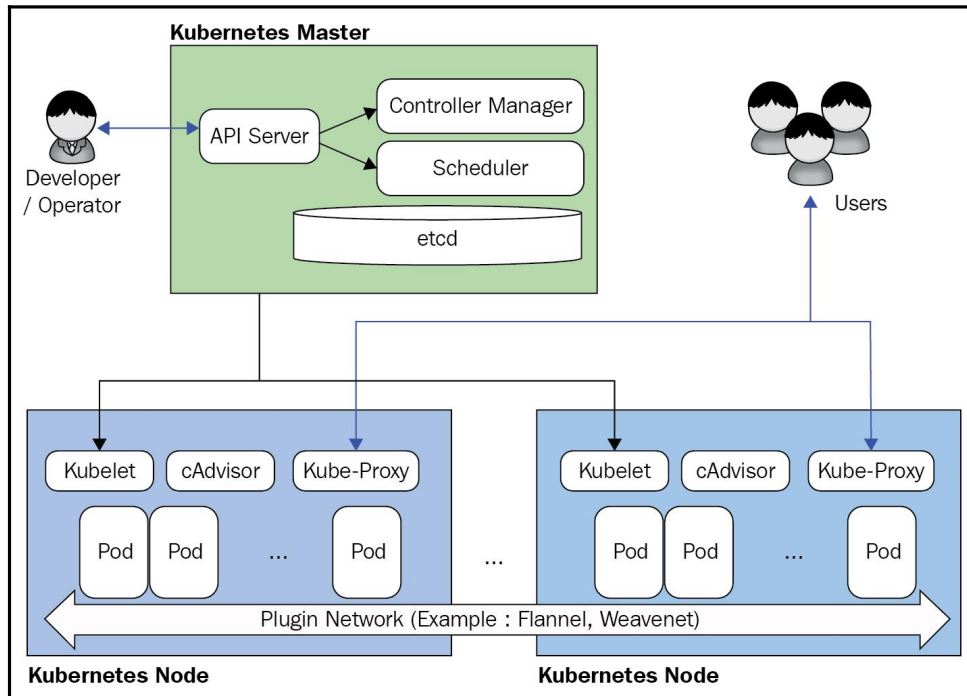 Kubernetes Master
Controller Manager
API Server
Scheduler
etcd
Developer
/ Operator
Users
Kubelet
cAdvisor
Kube-Proxy
Pod
Pod
...
Pod
...
Kubelet
cAdvisor
Kube-Proxy
Pod
Pod
...
Pod
Plugin Network (Example : Flannel, Weavenet)
Kubernetes Node
Kubernetes Node